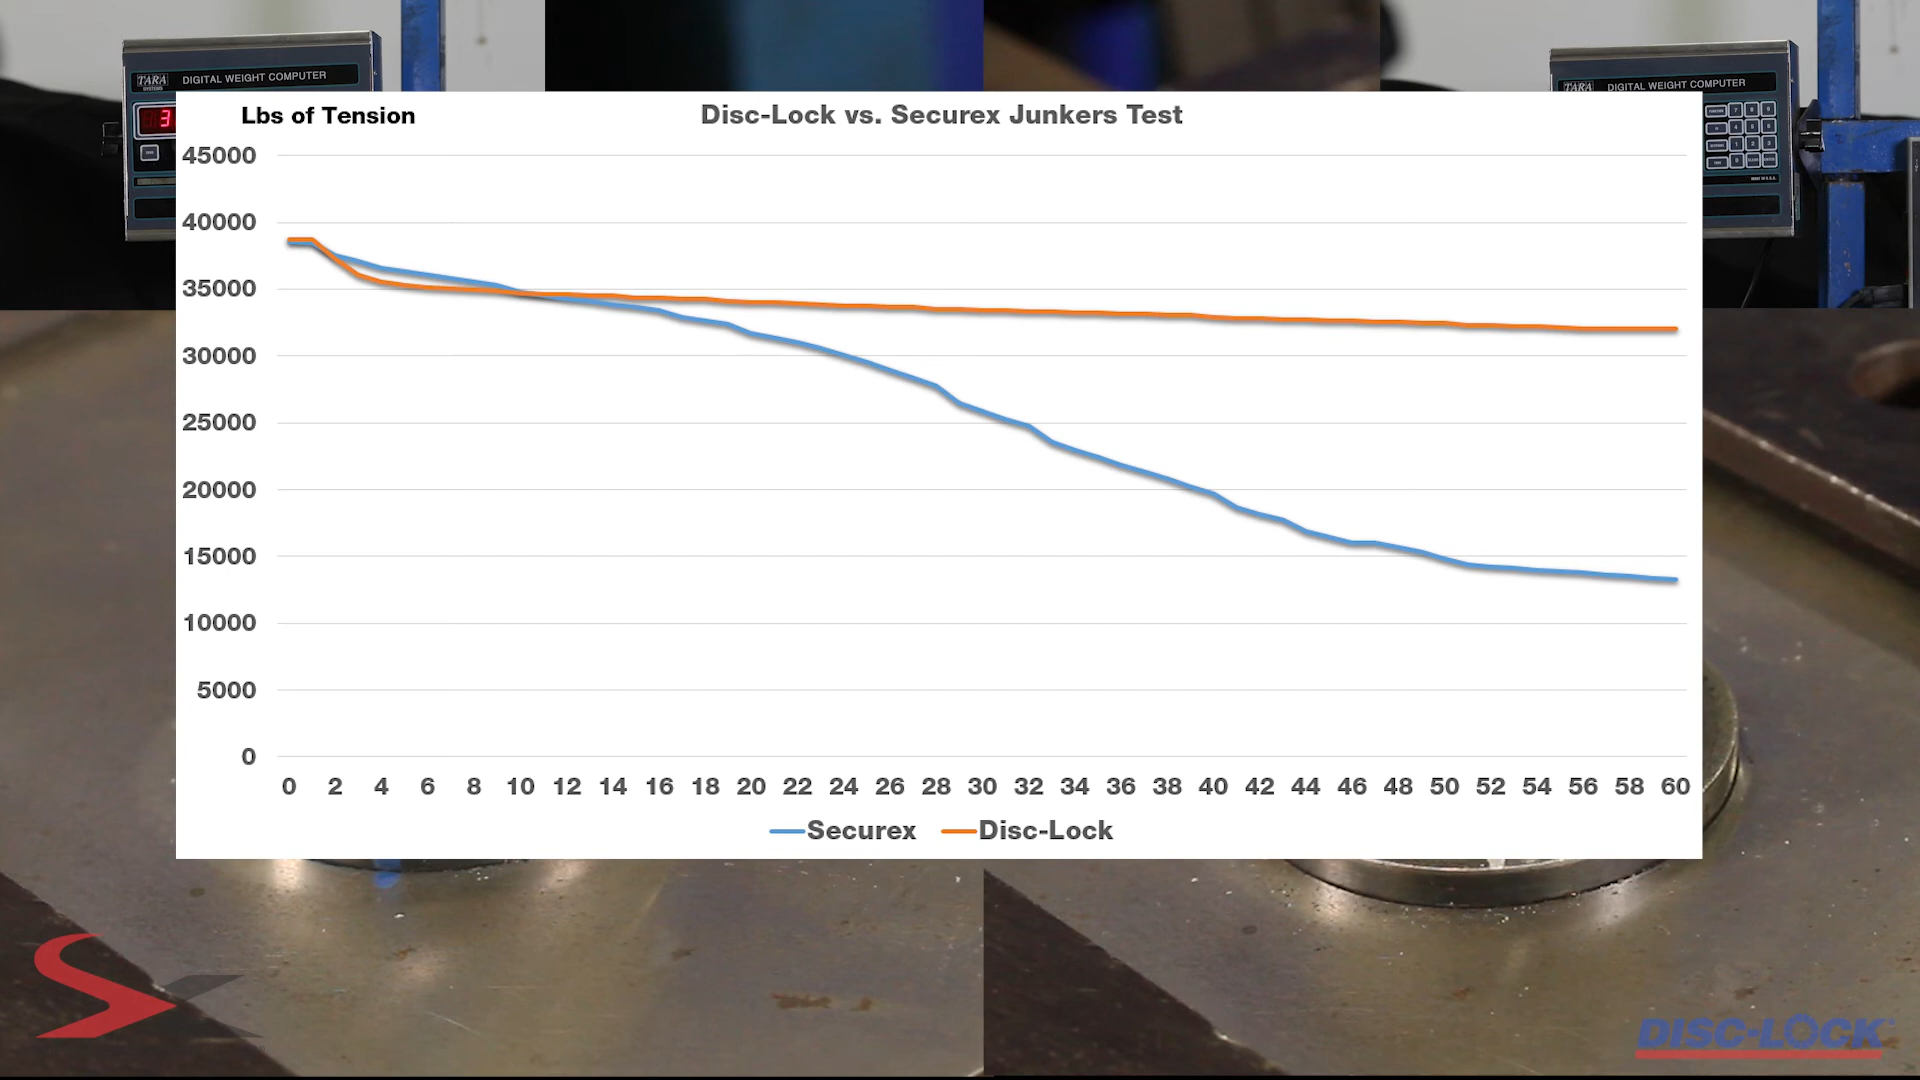 TARA
SYSTEMS
DIGITAL WEIGHT COMPUTER
3
TARA
DIGITAL WEIGHT COMPUTER
Lbs of Tension
Disc-Lock vs. Securex Junkers Test
45000
40000
35000
30000
25000
20000
15000
10000
5000
0
0 2 4 6 8 10 12 14 16 18 20 22 24 26 28 30 32 34 36 38 40 42 44 46 48 50 52 54 56 58 60
Securex Disc-Lock
DISC-LOCK